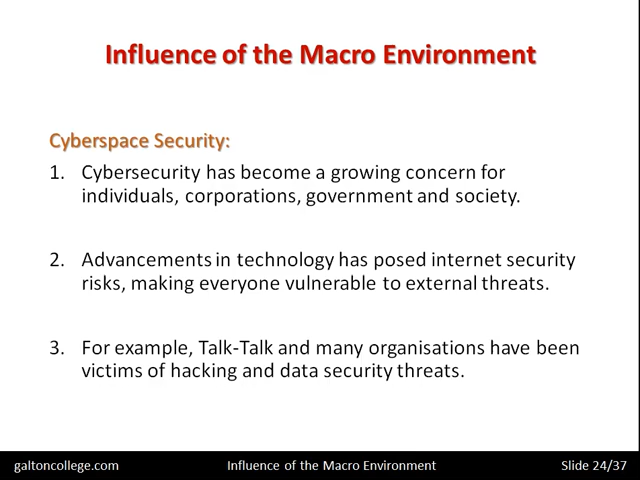 Influence of the Macro Environment
Cyberspace Security:
1. Cybersecurity has become a growing concern for
individuals, corporations, government and society.
2. Advancements in technology has posed internet security
risks, making everyone vulnerable to external threats.
3. For example, Talk-Talk and many organisations have been
victims of hacking and data security threats.
galtoncollege.com Influence of the Macro Environment Slide 24/37